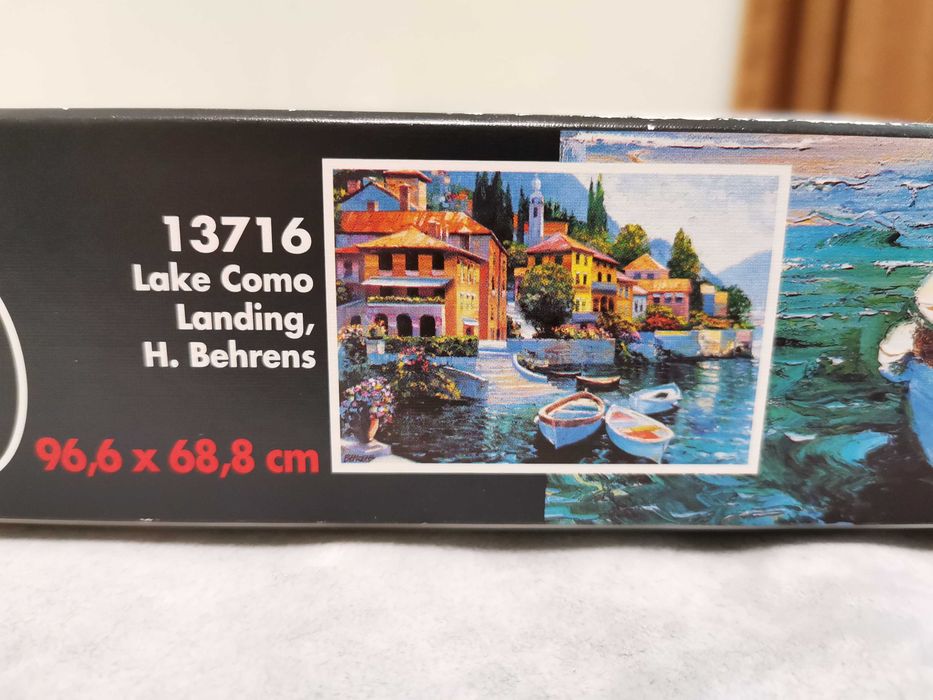 13716
Lake Como
Landing,
H. Behrens
96,6 x 68,8 cm